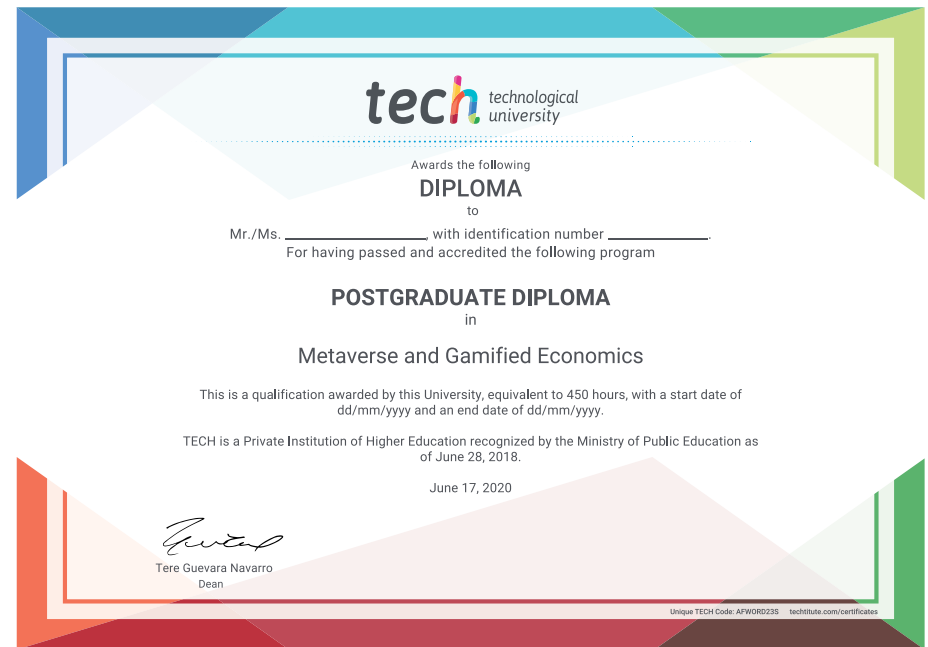 tech technological
university
Awards the following
DIPLOMA
to
Mr./Ms. ____________________, with identification number ______________.
For having passed and accredited the following program
POSTGRADUATE DIPLOMA
in
Metaverse and Gamified Economics
This is a qualification awarded by this University, equivalent to 450 hours, with a start date of
dd/mm/yyyy and an end date of dd/mm/yyyy.
TECH is a Private Institution of Higher Education recognized by the Ministry of Public Education as
of June 28, 2018.
June 17, 2020
Tere Guevara Navarro
Dean
Unique TECH Code: AFWORD23S techtitute.com/certificates